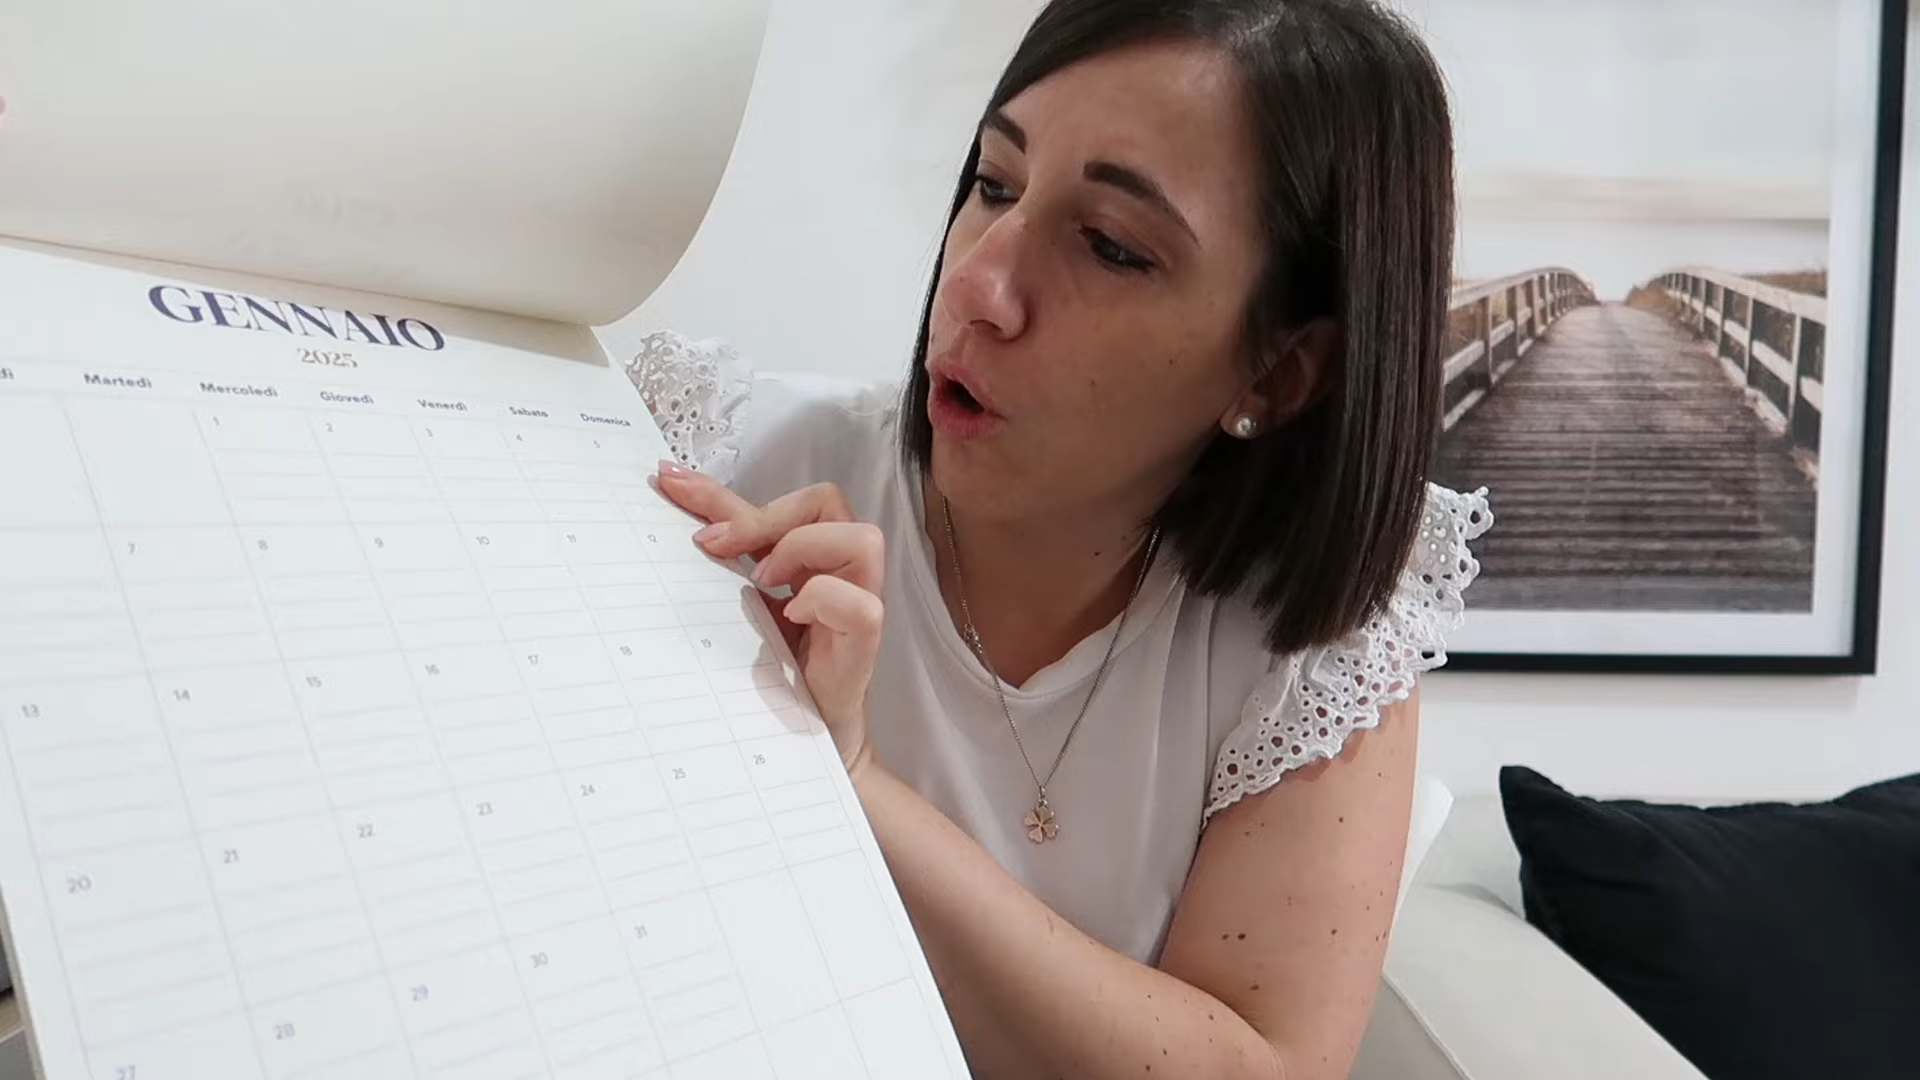 GENNAIO
2025
Martedì Mercoledì Giovedì Venerdì Sabato Domenica
1 2 3 4 5
7 8 9 10 11 12
13 14 15 16 17 18 19
20 21 22 23 24 25 26
27 28 29 30 31